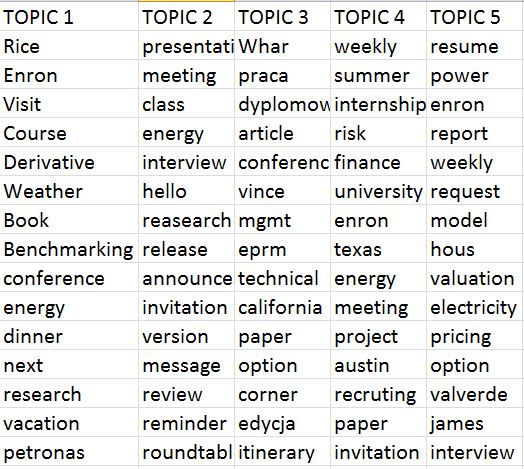 TOPIC 1 TOPIC 2 TOPIC 3 TOPIC 4 TOPIC 5
Rice presentati Whar weekly resume
Enron meeting praca summer power
Visit class dyplomow internship enron
Course energy article risk report
Derivative interview conferenc finance weekly
Weather hello vince university request
Book reasearch mgmt enron model
Benchmarking release eprm texas hous
conference announce technical energy valuation
energy invitation california meeting electricity
dinner version paper project pricing
next message option austin option
research review corner recruting valverde
vacation reminder edycja paper james
petronas roundtabl itinerary invitation interview